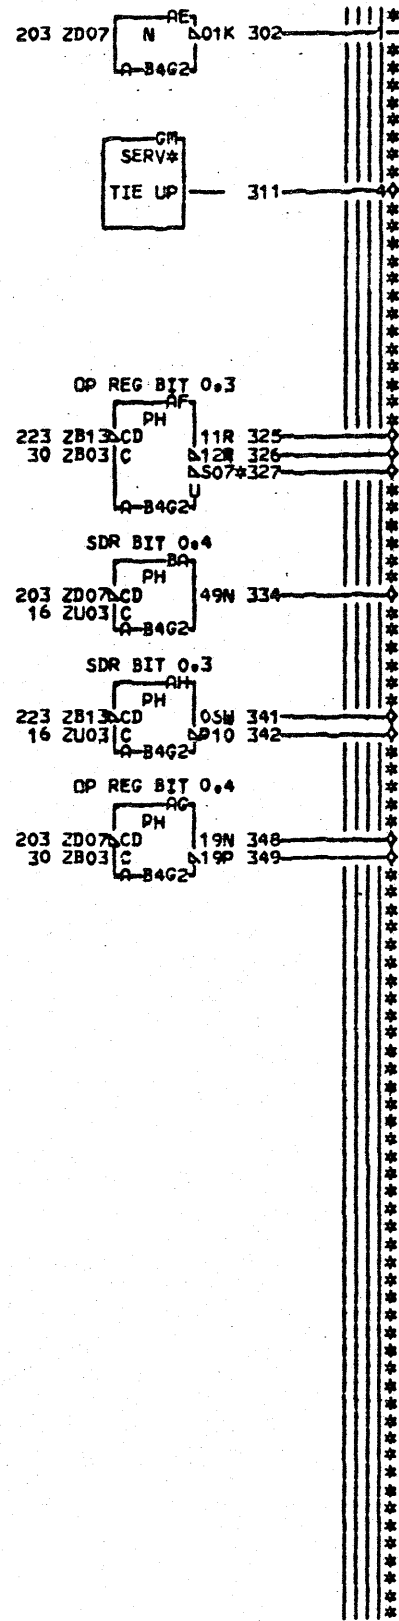 AE
203 ZD07 N 01K 302
A-B4G2
GM
SERV*
TIE UP 311
OP REG BIT 0.3
AF
PH
223 ZB13 CD 11R 325
30 ZB03 C 12R 326
S07*327
U
A-B4G2
SDR BIT 0.4
BA
PH
203 ZD07 CD 49N 334
16 ZU03 C
A-B4G2
SDR BIT 0.3
AH
PH
223 ZB13 CD 341
16 ZU03 C P10 342
A-B4G2
OP REG BIT 0.4
AG
PH
203 ZD07 CD 19N 348
30 ZB03 C 19P 349
A-B4G2